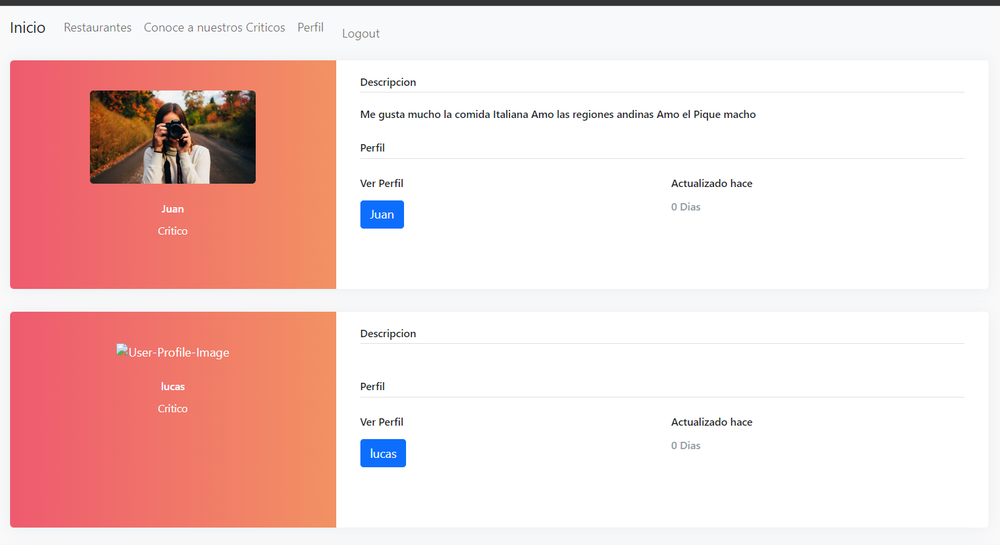 Inicio Restaurantes Conoce a nuestros Criticos Perfil Logout
Descripcion
Me gusta mucho la comida Italiana Amo las regiones andinas Amo el Pique macho
Perfil
Ver Perfil Actualizado hace
Juan 0 Dias
Juan
Critico
Descripcion
User-Profile-Image
Perfil
lucas
Critico
Ver Perfil Actualizado hace
lucas 0 Dias